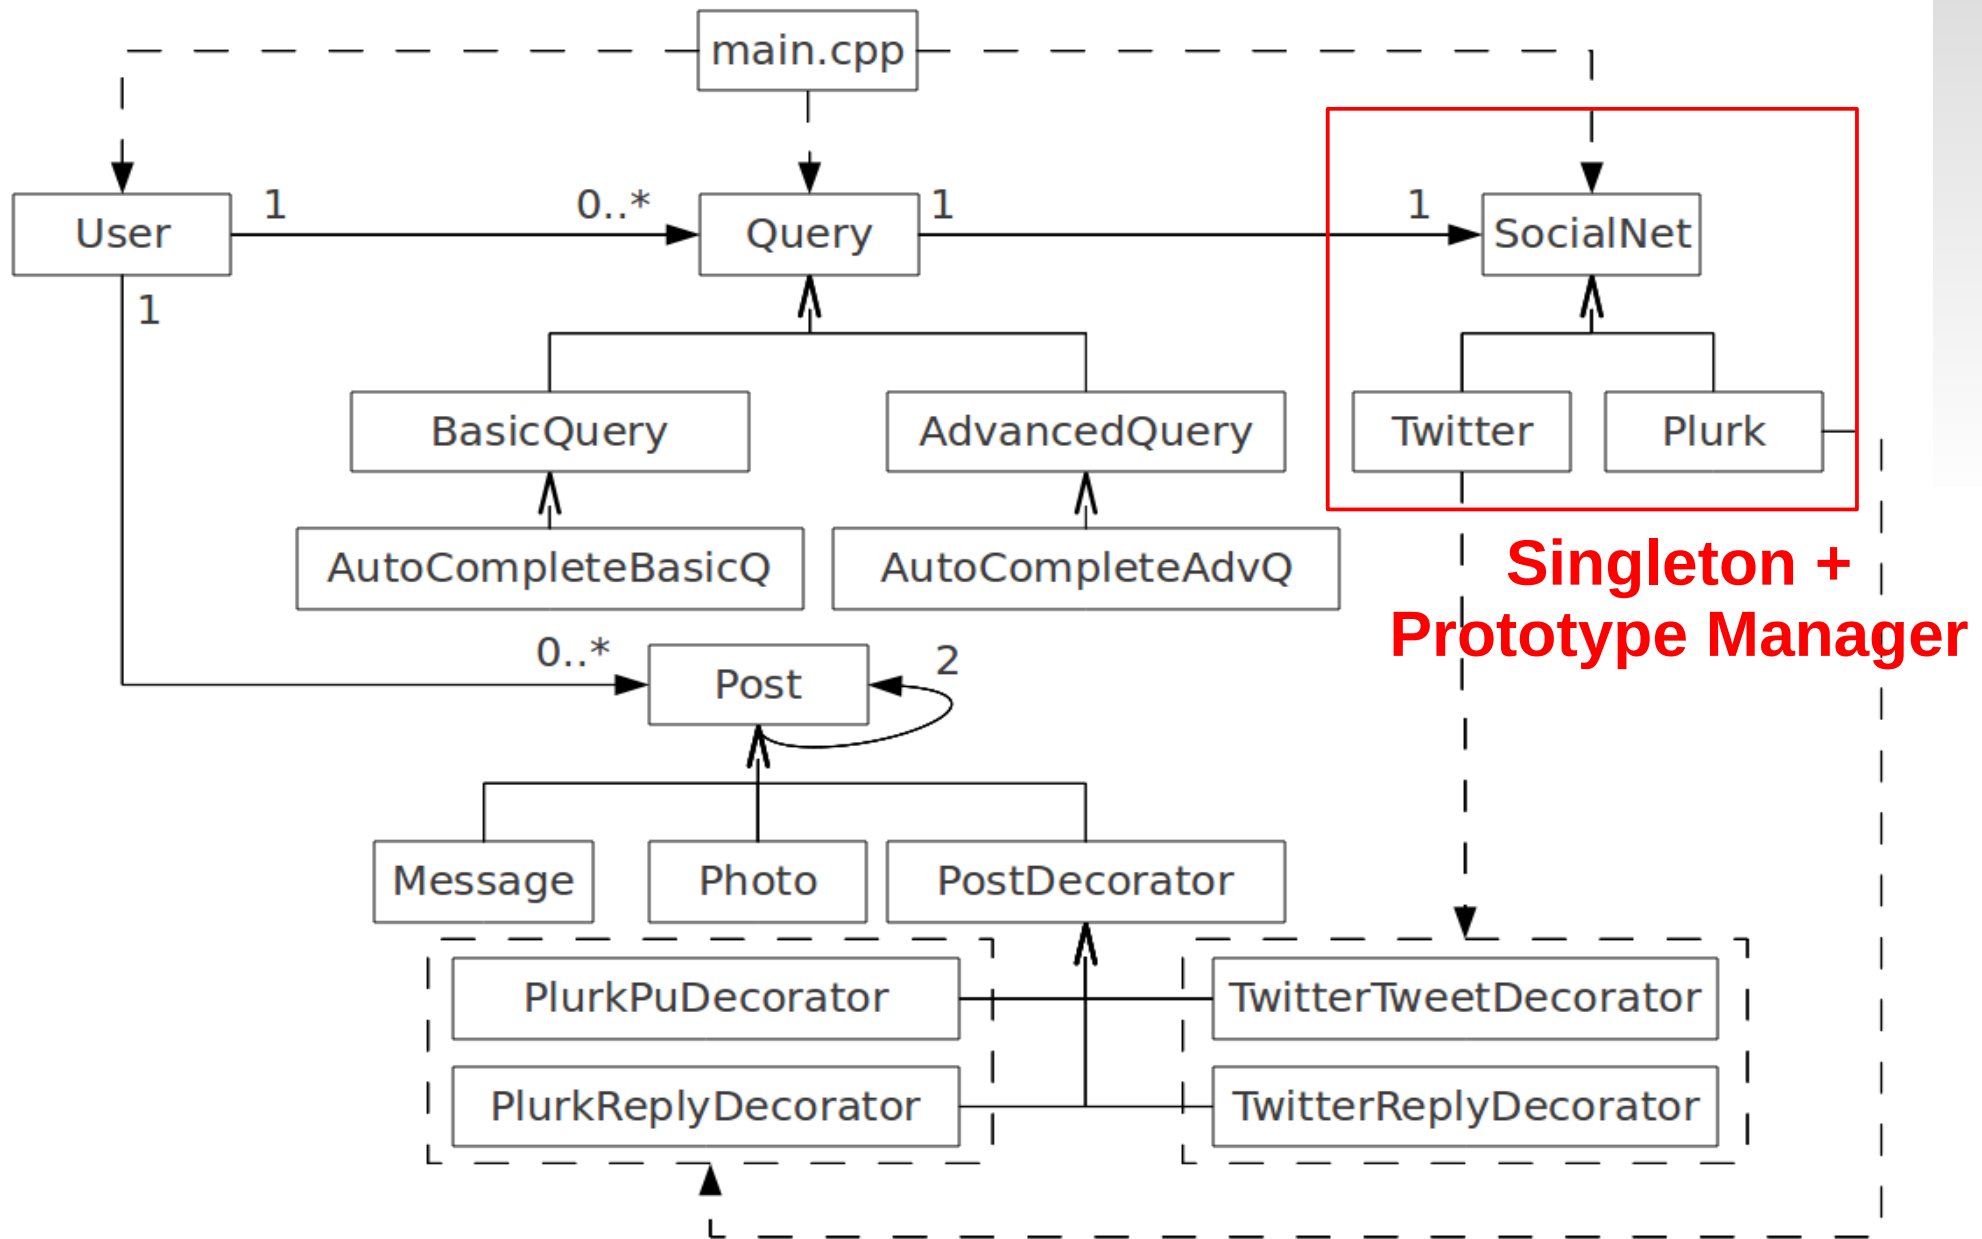 main.cpp
1
0..*
1
1
User
Query
SocialNet
1
BasicQuery
AdvancedQuery
Twitter
Plurk
AutoCompleteBasicQ
AutoCompleteAdvQ
Singleton +
Prototype Manager
0..*
Post
2
Message
Photo
PostDecorator
PlurkPuDecorator
TwitterTweetDecorator
PlurkReplyDecorator
TwitterReplyDecorator